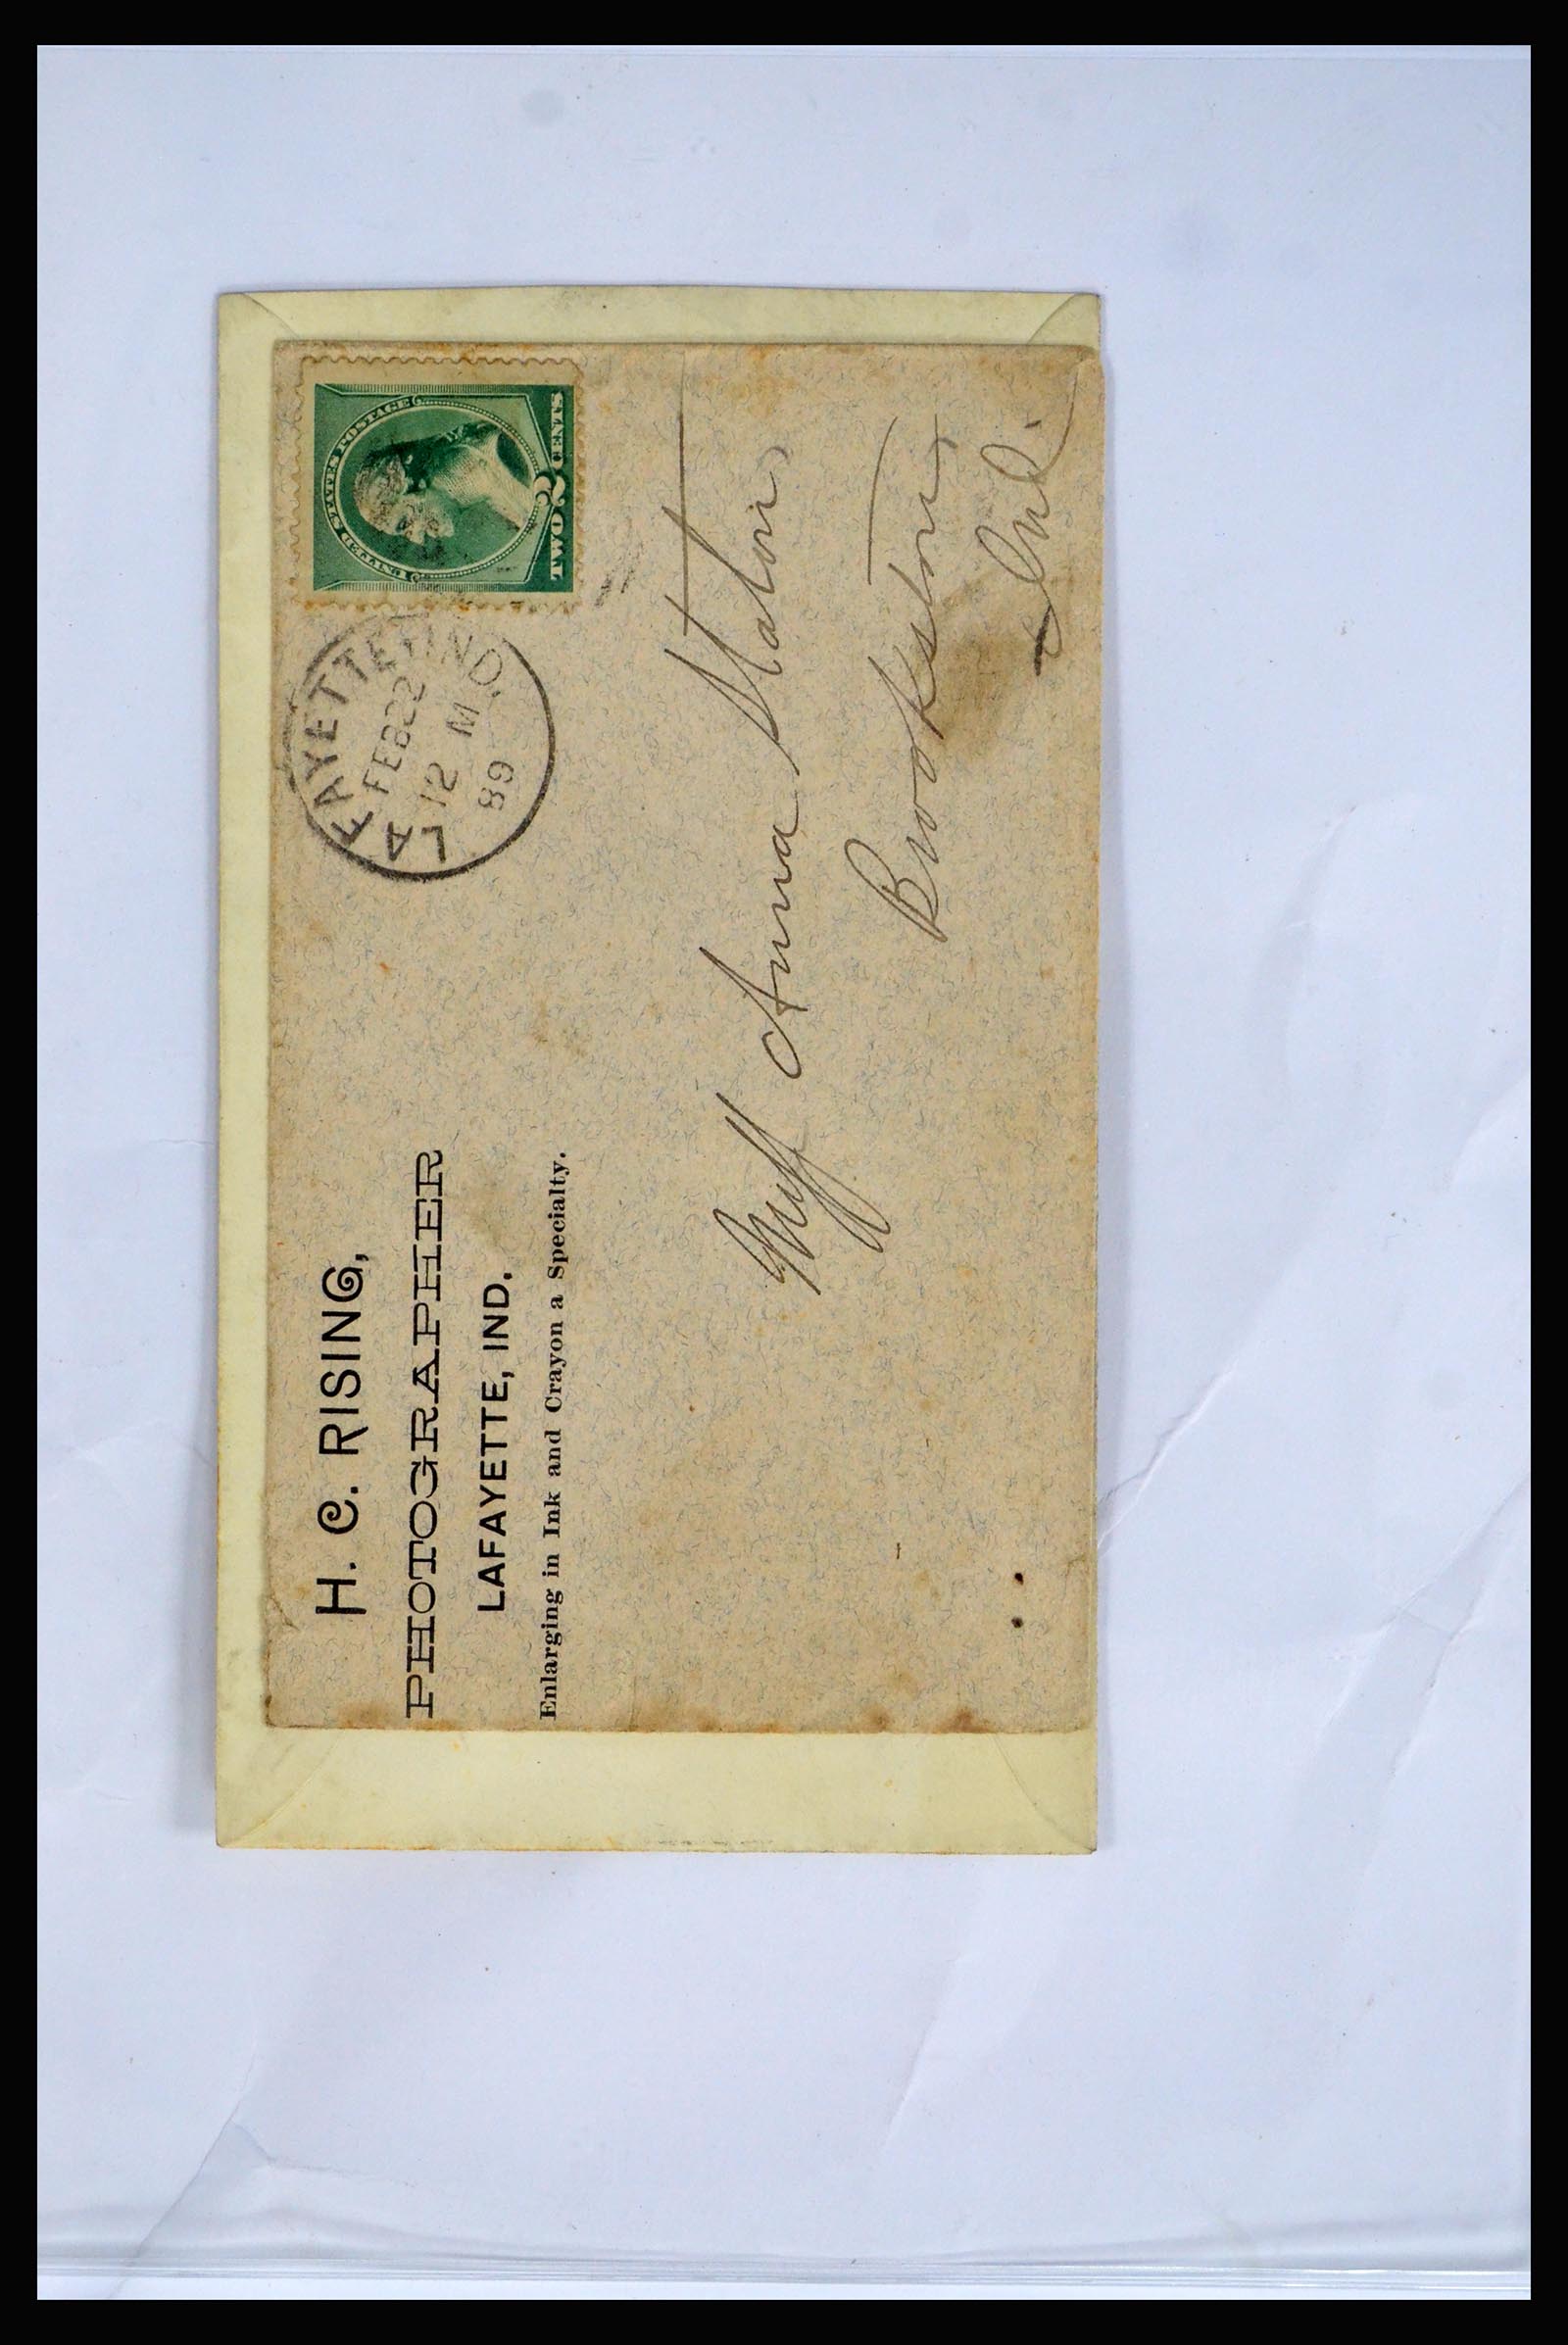 H. C. RISING,
PHOTOGRAPHER
LAFAYETTE, IND.
Enlarging in Ink and Crayon a Specialty.
LAFAYETTE, IND.
FEB 22
12 M
89
UNITED STATES POSTAGE
TWO 2 CENTS
Miss Anna
Brookston
Ind.